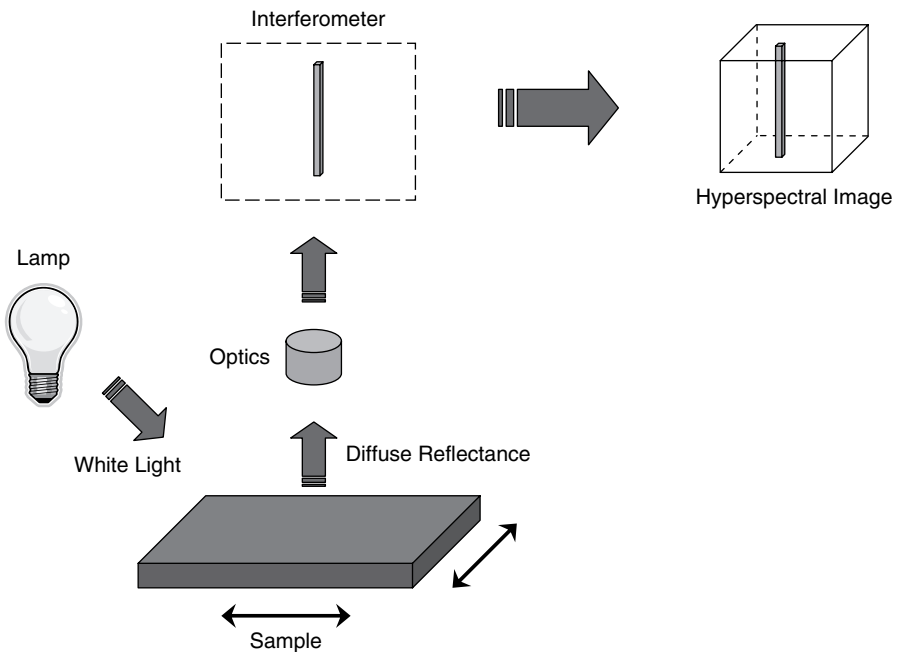 Interferometer
Hyperspectral Image
Lamp
Optics
White Light
Diffuse Reflectance
Sample